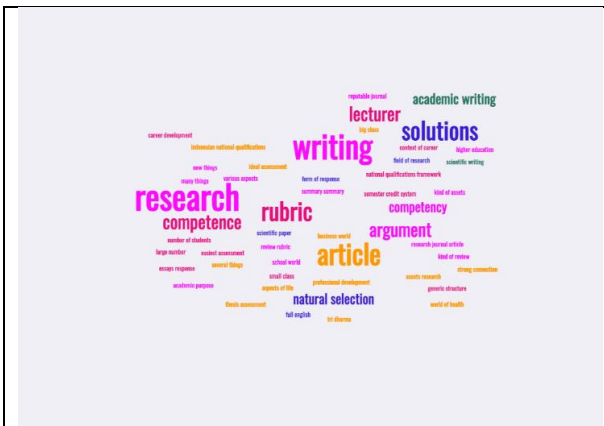 reputable journal
academic writing
lecturer
big class
solutions
career development
context of career
indonesian national qualifications
writing
higher education
field of research
scientific writing
new things
ideal assessment
national qualifications framework
many things
various aspects
form of response
research
summary summary
semester credit system
kind of assets
rubric
competency
competence
scientific paper
argument
number of students
business world
review rubric
article
research journal article
large number
easiest assessment
kind of review
essays response
several things
school world
strong connection
small class
assets research
academic purpose
aspects of life
professional development
generic structure
natural selection
thesis assessment
world of health
full english
tri dharma